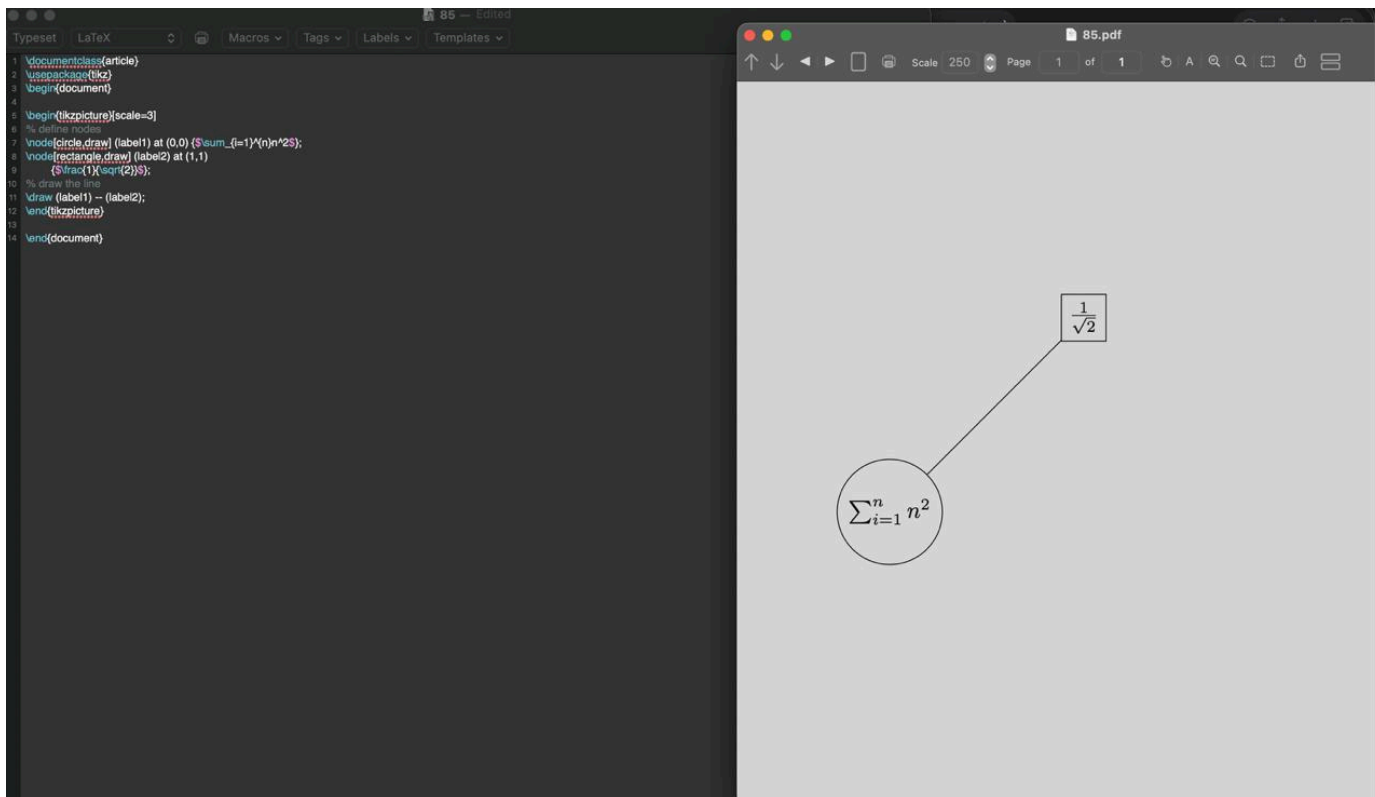 85 — Edited
Typeset LaTeX Macros Tags Labels Templates
1 \documentclass{article}
2 \usepackage{tikz}
3 \begin{document}
4
5 \begin{tikzpicture}[scale=3]
6 % define nodes
7 \node[circle,draw] (label1) at (0,0) {$\sum_{i=1}^{n}n^2$};
8 \node[rectangle,draw] (label2) at (1,1)
9 {$\frac{1}{\sqrt{2}}$};
10 % draw the line
11 \draw (label1) -- (label2);
12 \end{tikzpicture}
13
14 \end{document}
85.pdf
Scale 250 Page 1 of 1 A
1
√2
∑ⁿᵢ₌₁ n²